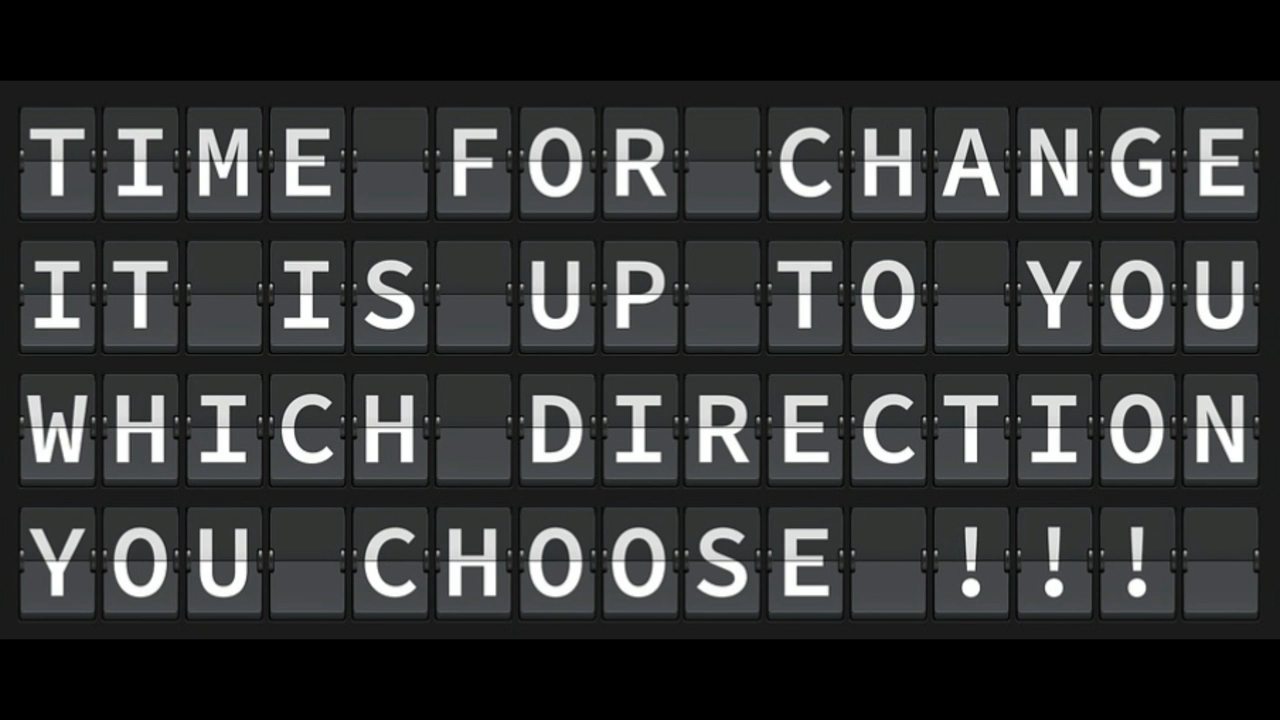 TIME FOR CHANGE
IT IS UP TO YOU
WHICH DIRECTION
YOU CHOOSE !!!